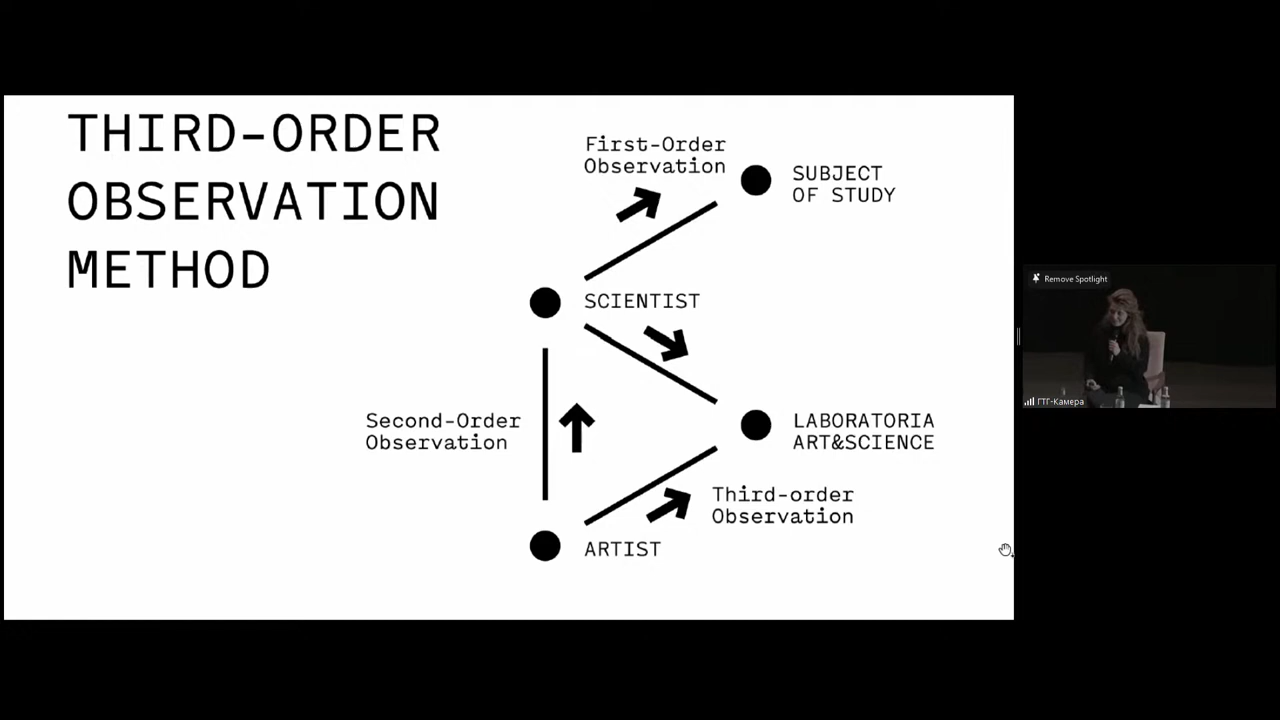 THIRD-ORDER
OBSERVATION
METHOD
First-Order
Observation
SUBJECT
OF STUDY
SCIENTIST
Second-Order
Observation
LABORATORIA
ART&SCIENCE
Third-order
Observation
ARTIST
Remove Spotlight
ГТГ-Камера